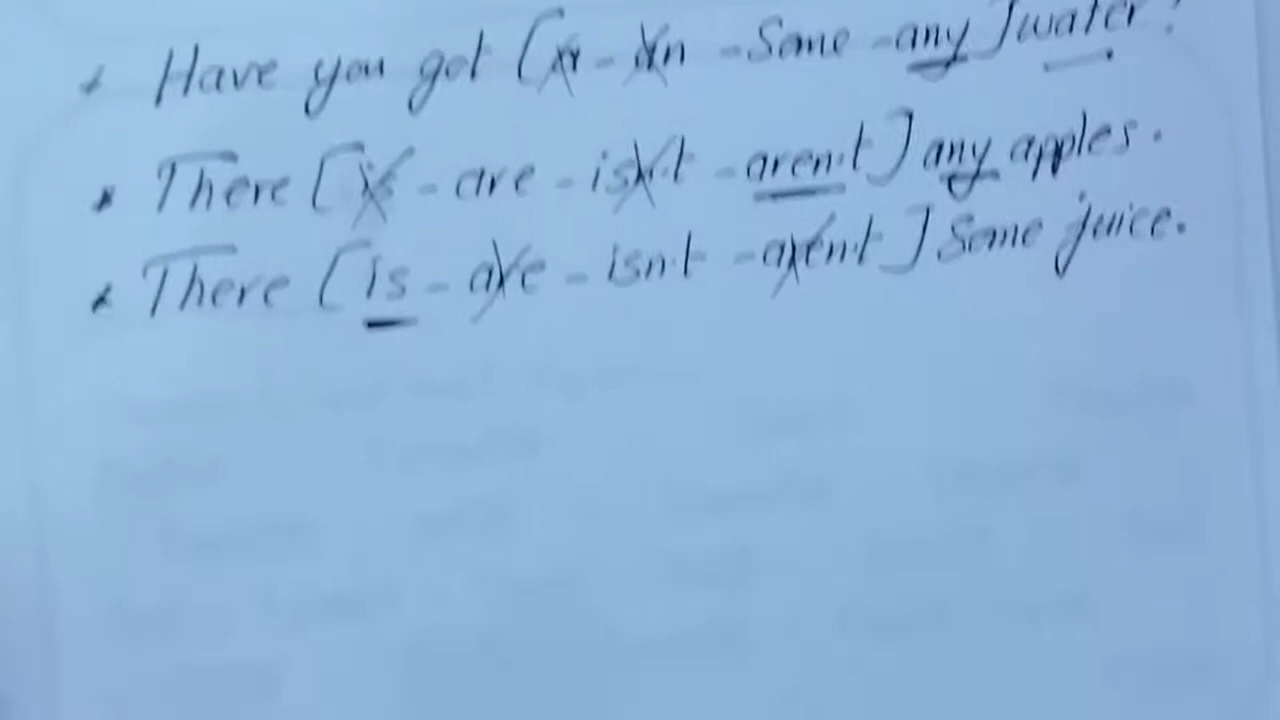 Have you got [a - an - Some - any] water?
There [is - are - isn't - aren't] any apples.
There [is - are - isn't - aren't] Some juice.